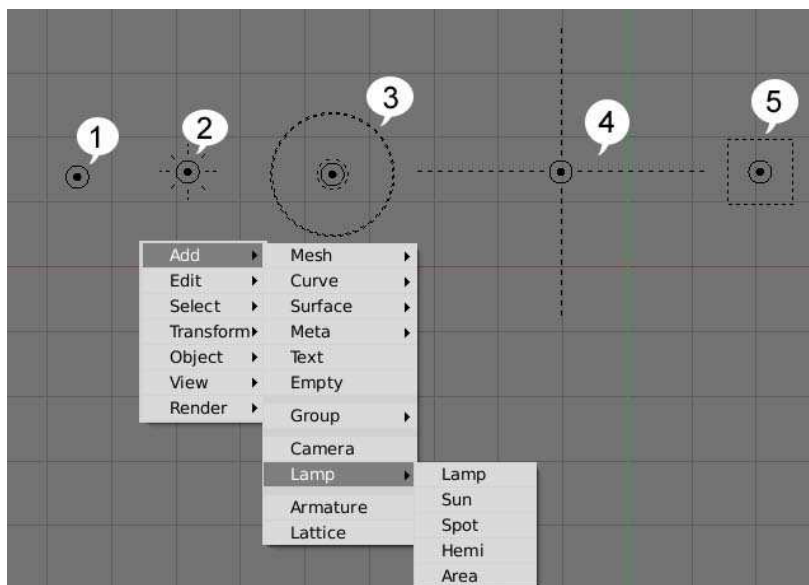 1
2
3
4
5
Add
Edit
Select
Transform
Object
View
Render
Mesh
Curve
Surface
Meta
Text
Empty
Group
Camera
Lamp
Armature
Lattice
Lamp
Sun
Spot
Hemi
Area